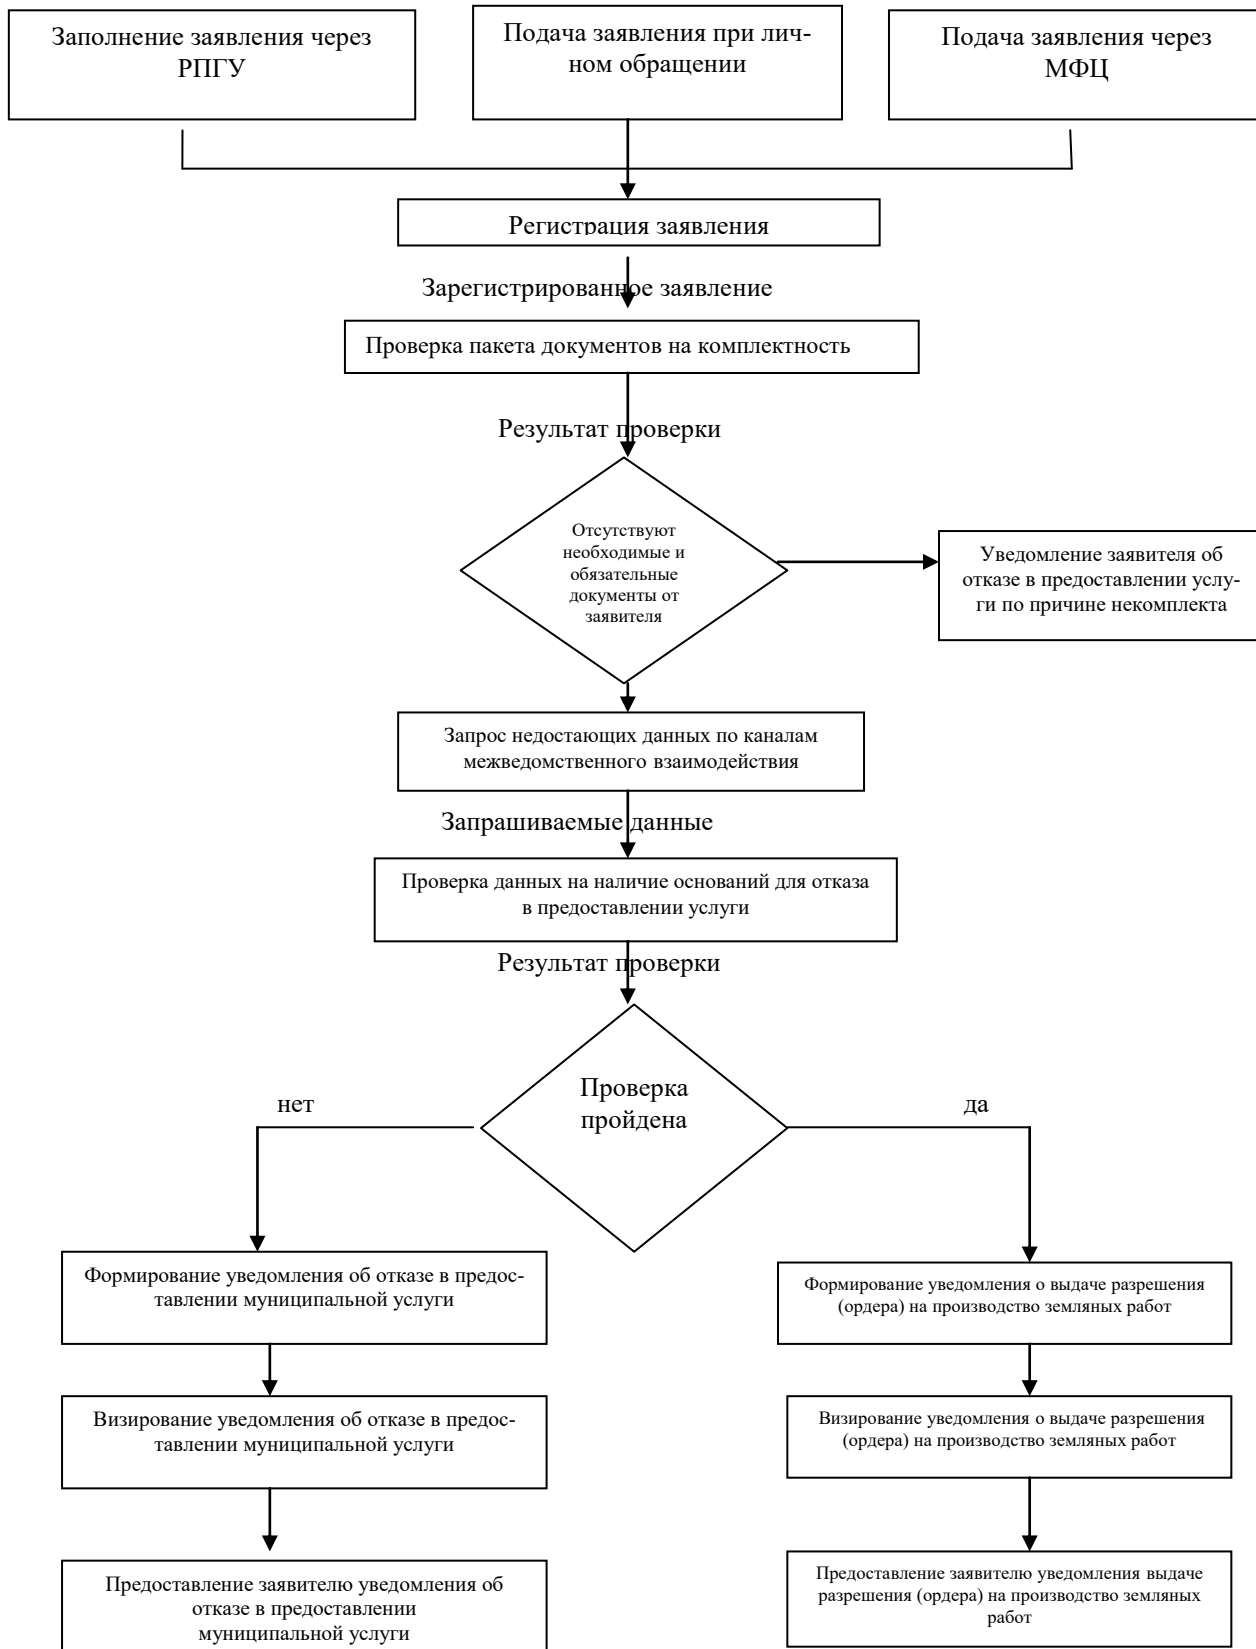 Заполнение заявления через
РПГУ
Подача заявления при лич-
ном обращении
Подача заявления через
МФЦ
Регистрация заявления
Зарегистрированное заявление
Проверка пакета документов на комплектность
Результат проверки
Отсутствуют
необходимые и
обязательные
документы от
заявителя
Уведомление заявителя об
отказе в предоставлении услу-
ги по причине некомплекта
Запрос недостающих данных по каналам
межведомственного взаимодействия
Запрашиваемые данные
Проверка данных на наличие оснований для отказа
в предоставлении услуги
Результат проверки
Проверка
пройдена
нет
да
Формирование уведомления об отказе в предос-
тавлении муниципальной услуги
Формирование уведомления о выдаче разрешения
(ордера) на производство земляных работ
Визирование уведомления об отказе в предос-
тавлении муниципальной услуги
Визирование уведомления о выдаче разрешения
(ордера) на производство земляных работ
Предоставление заявителю уведомления об
отказе в предоставлении
муниципальной услуги
Предоставление заявителю уведомления выдаче
разрешения (ордера) на производство земляных
работ